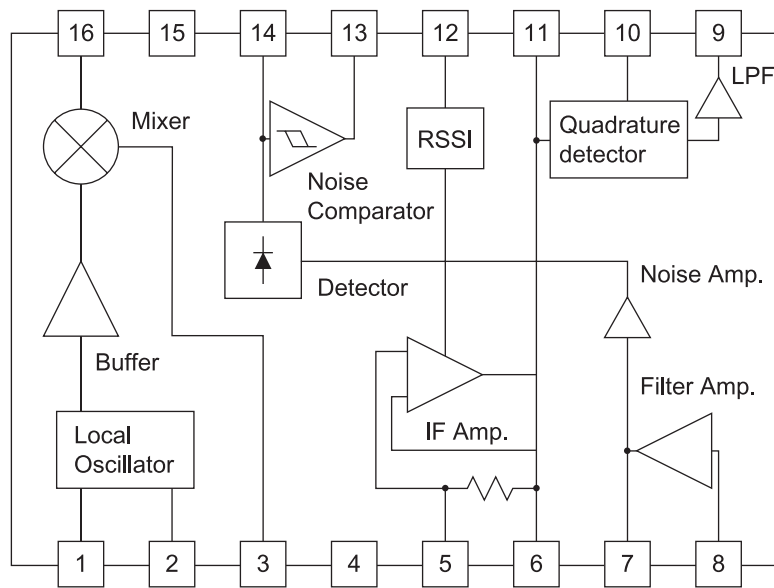 16 15 14 13 12 11 10 9
LPF
Mixer
RSSI
Quadrature
detector
Noise
Comparator
Detector
Noise Amp.
Buffer
Filter Amp.
IF Amp.
Local
Oscillator
1 2 3 4 5 6 7 8